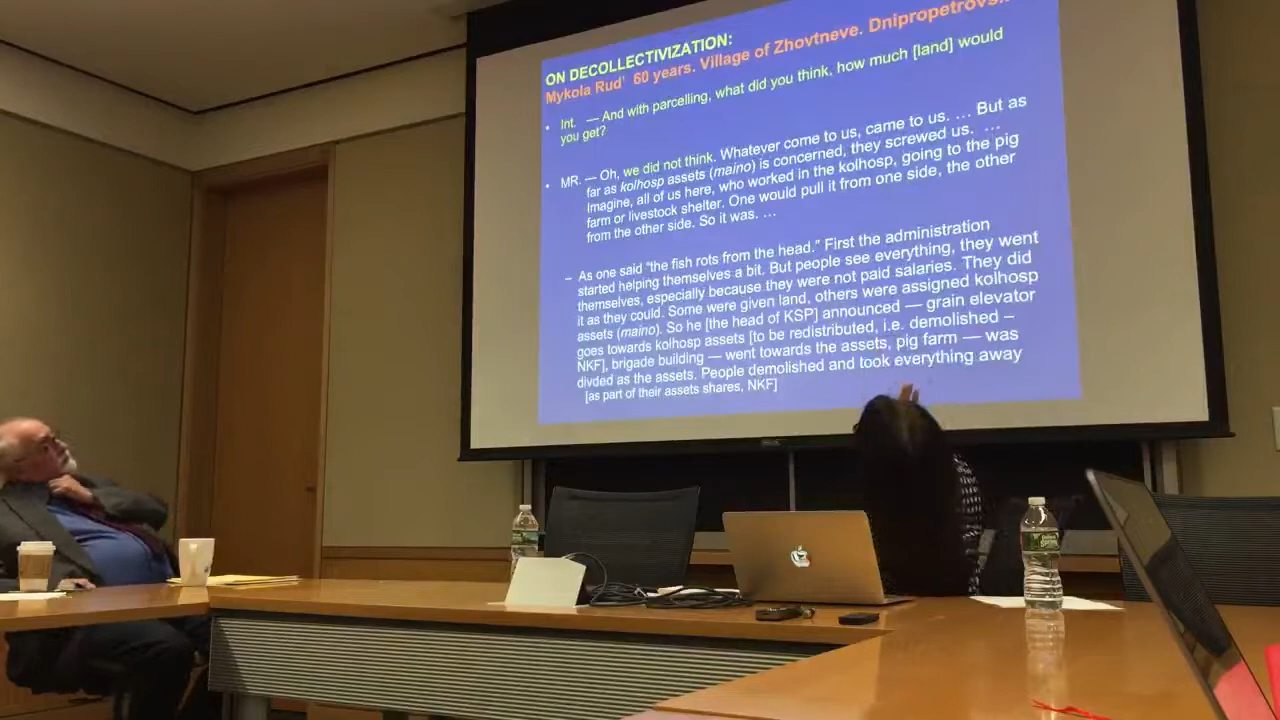 ON DECOLLECTIVIZATION:
Mykola Rud' 60 years. Village of Zhovtneve.
• Int. — And with parcelling, what did you think, how much [land] would
you get?
• MR. — Oh, we did not think. Whatever come to us, came to us. … But as
far as kolhosp assets (maino) is concerned, they screwed us. …
Imagine, all of us here, who worked in the kolhosp, going to the pig
farm or livestock shelter. One would pull it from one side, the other
from the other side. So it was. …
– As one said “the fish rots from the head.” First the administration
started helping themselves a bit. But people see everything, they went
themselves, especially because they were not paid salaries. They did
it as they could. Some were given land, others were assigned kolhosp
assets (maino). So he [the head of KSP] announced — grain elevator
goes towards kolhosp assets [to be redistributed, i.e. demolished –
NKF], brigade building — went towards the assets, pig farm — was
divded as the assets. People demolished and took everything away
[as part of their assets shares, NKF]